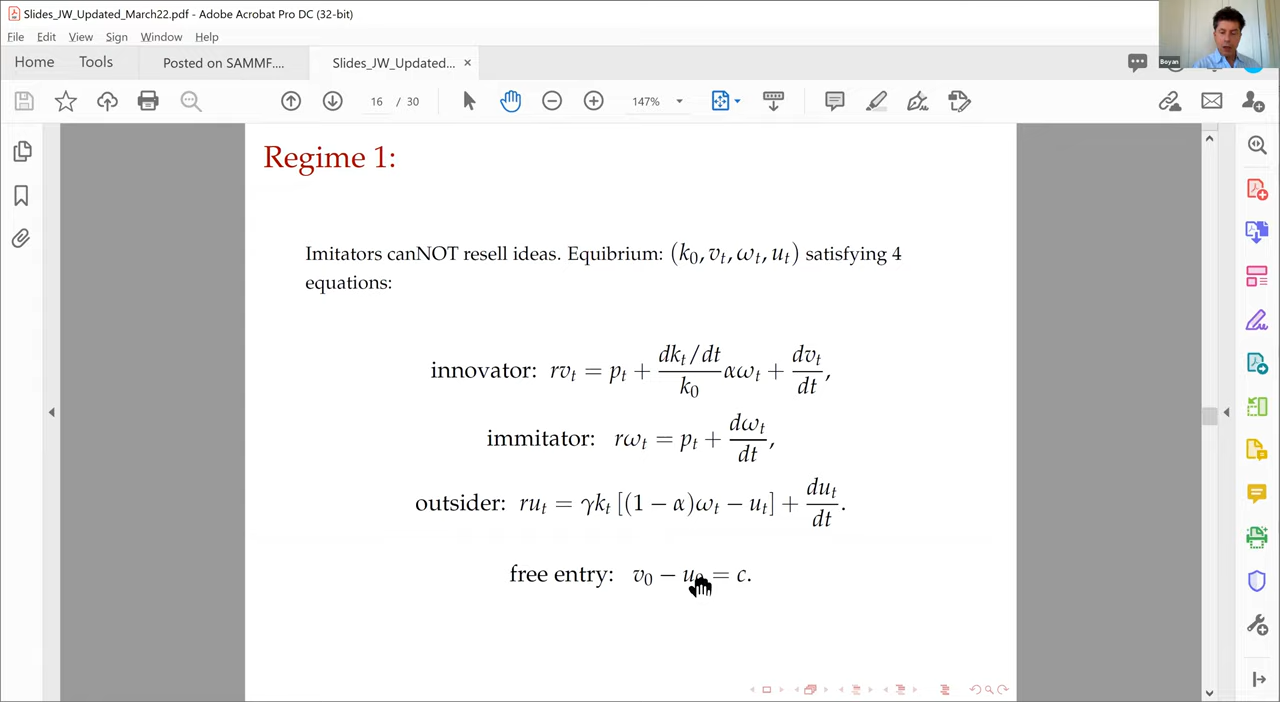 Slides_JW_Updated_March22.pdf - Adobe Acrobat Pro DC (32-bit)
File Edit View Sign Window Help
Home Tools Posted on SAMMF.... Slides_JW_Updated... ×
16 / 30 147%
Boyan
Regime 1:
Imitators canNOT resell ideas. Equibrium: (k₀, vₜ, ωₜ, uₜ) satisfying 4
equations:
innovator: rvₜ = pₜ + (dkₜ/dt)/k₀ αωₜ + dvₜ/dt,
immitator: rωₜ = pₜ + dωₜ/dt,
outsider: ruₜ = γkₜ [(1 − α)ωₜ − uₜ] + duₜ/dt.
free entry: v₀ − u₀ = c.